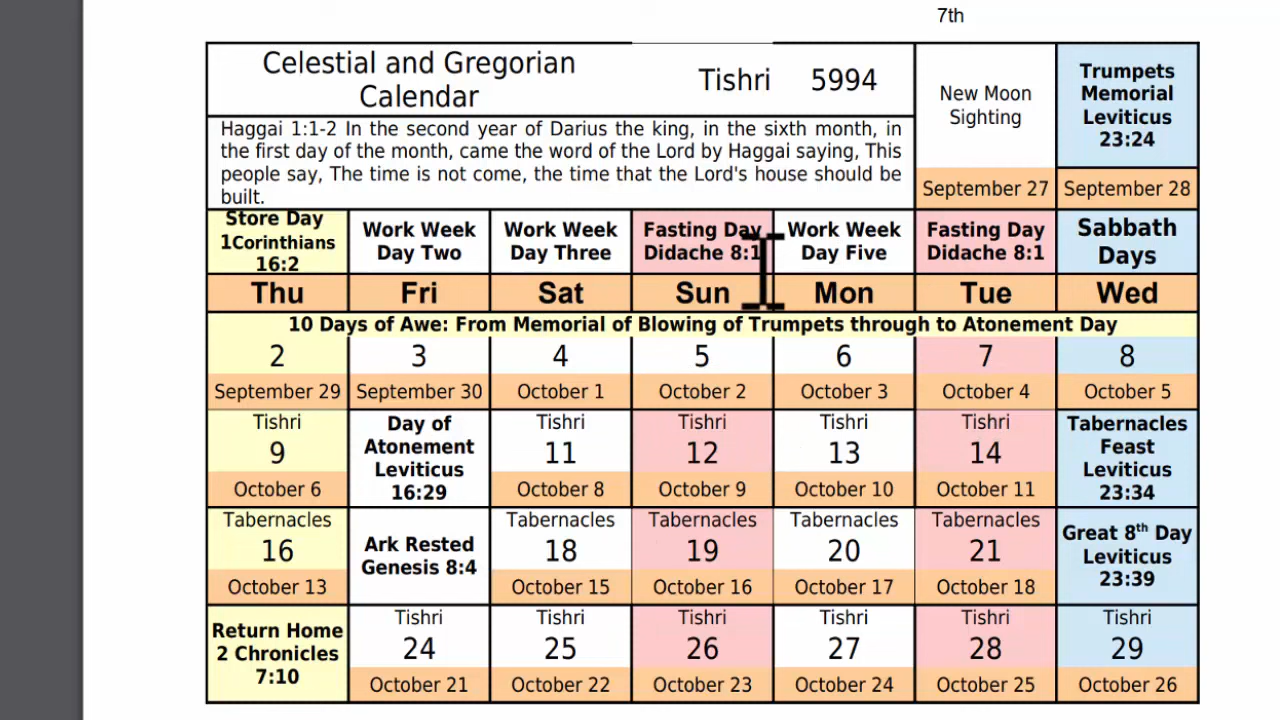 7th
Celestial and Gregorian
Calendar
Tishri 5994
New Moon
Sighting
September 27
Trumpets
Memorial
Leviticus
23:24
September 28
Haggai 1:1-2 In the second year of Darius the king, in the sixth month, in
the first day of the month, came the word of the Lord by Haggai saying, This
people say, The time is not come, the time that the Lord's house should be
built.
Store Day
1Corinthians
16:2
Work Week
Day Two
Work Week
Day Three
Fasting Day
Didache 8:1
Work Week
Day Five
Fasting Day
Didache 8:1
Sabbath
Days
Thu Fri Sat Sun Mon Tue Wed
10 Days of Awe: From Memorial of Blowing of Trumpets through to Atonement Day
2 3 4 5 6 7 8
September 29 September 30 October 1 October 2 October 3 October 4 October 5
Tishri
9
October 6
Day of
Atonement
Leviticus
16:29
Tishri
11
October 8
Tishri
12
October 9
Tishri
13
October 10
Tishri
14
October 11
Tabernacles
Feast
Leviticus
23:34
Tabernacles
16
October 13
Ark Rested
Genesis 8:4
Tabernacles
18
October 15
Tabernacles
19
October 16
Tabernacles
20
October 17
Tabernacles
21
October 18
Great 8th Day
Leviticus
23:39
Return Home
2 Chronicles
7:10
Tishri
24
October 21
Tishri
25
October 22
Tishri
26
October 23
Tishri
27
October 24
Tishri
28
October 25
Tishri
29
October 26